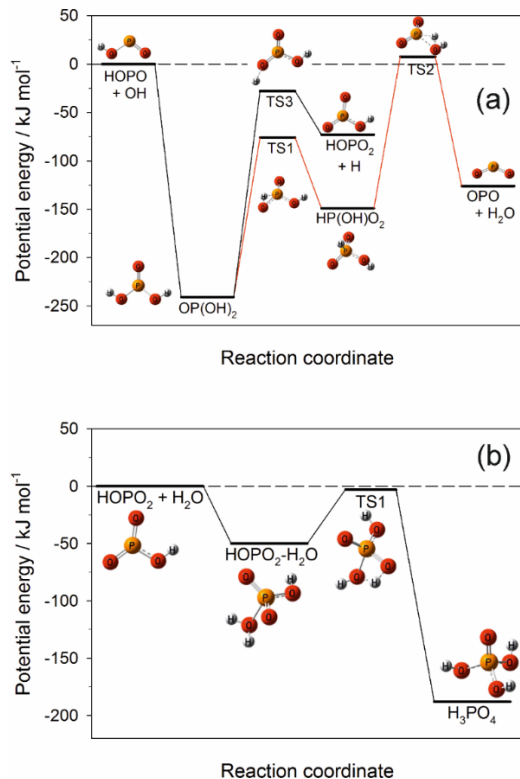 50
0
-50
-100
-150
-200
-250
Potential energy / kJ mol-1
(a)
HOPO
+ OH
OP(OH)2
TS3
TS1
HOPO2
+ H
HP(OH)O2
TS2
OPO
+ H2O
Reaction coordinate
50
0
-50
-100
-150
-200
Potential energy / kJ mol-1
(b)
HOPO2 + H2O
HOPO2-H2O
TS1
H3PO4
Reaction coordinate